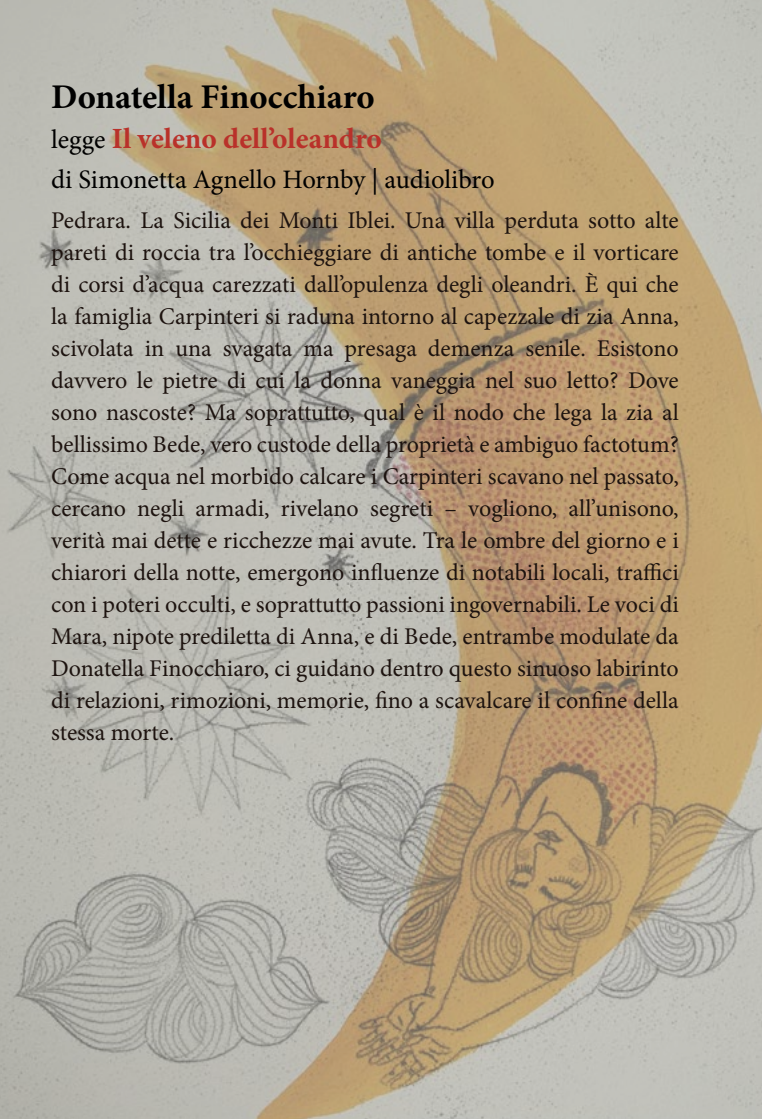 Donatella Finocchiaro
legge Il veleno dell’oleandro
di Simonetta Agnello Hornby | audiolibro
Pedrara. La Sicilia dei Monti Iblei. Una villa perduta sotto alte
pareti di roccia tra l’occhieggiare di antiche tombe e il vorticare
di corsi d’acqua carezzati dall’opulenza degli oleandri. È qui che
la famiglia Carpinteri si raduna intorno al capezzale di zia Anna,
scivolata in una svagata ma presaga demenza senile. Esistono
davvero le pietre di cui la donna vaneggia nel suo letto? Dove
sono nascoste? Ma soprattutto, qual è il nodo che lega la zia al
bellissimo Bede, vero custode della proprietà e ambiguo factotum?
Come acqua nel morbido calcare i Carpinteri scavano nel passato,
cercano negli armadi, rivelano segreti – vogliono, all’unisono,
verità mai dette e ricchezze mai avute. Tra le ombre del giorno e i
chiarori della notte, emergono influenze di notabili locali, traffici
con i poteri occulti, e soprattutto passioni ingovernabili. Le voci di
Mara, nipote prediletta di Anna, e di Bede, entrambe modulate da
Donatella Finocchiaro, ci guidano dentro questo sinuoso labirinto
di relazioni, rimozioni, memorie, fino a scavalcare il confine della
stessa morte.